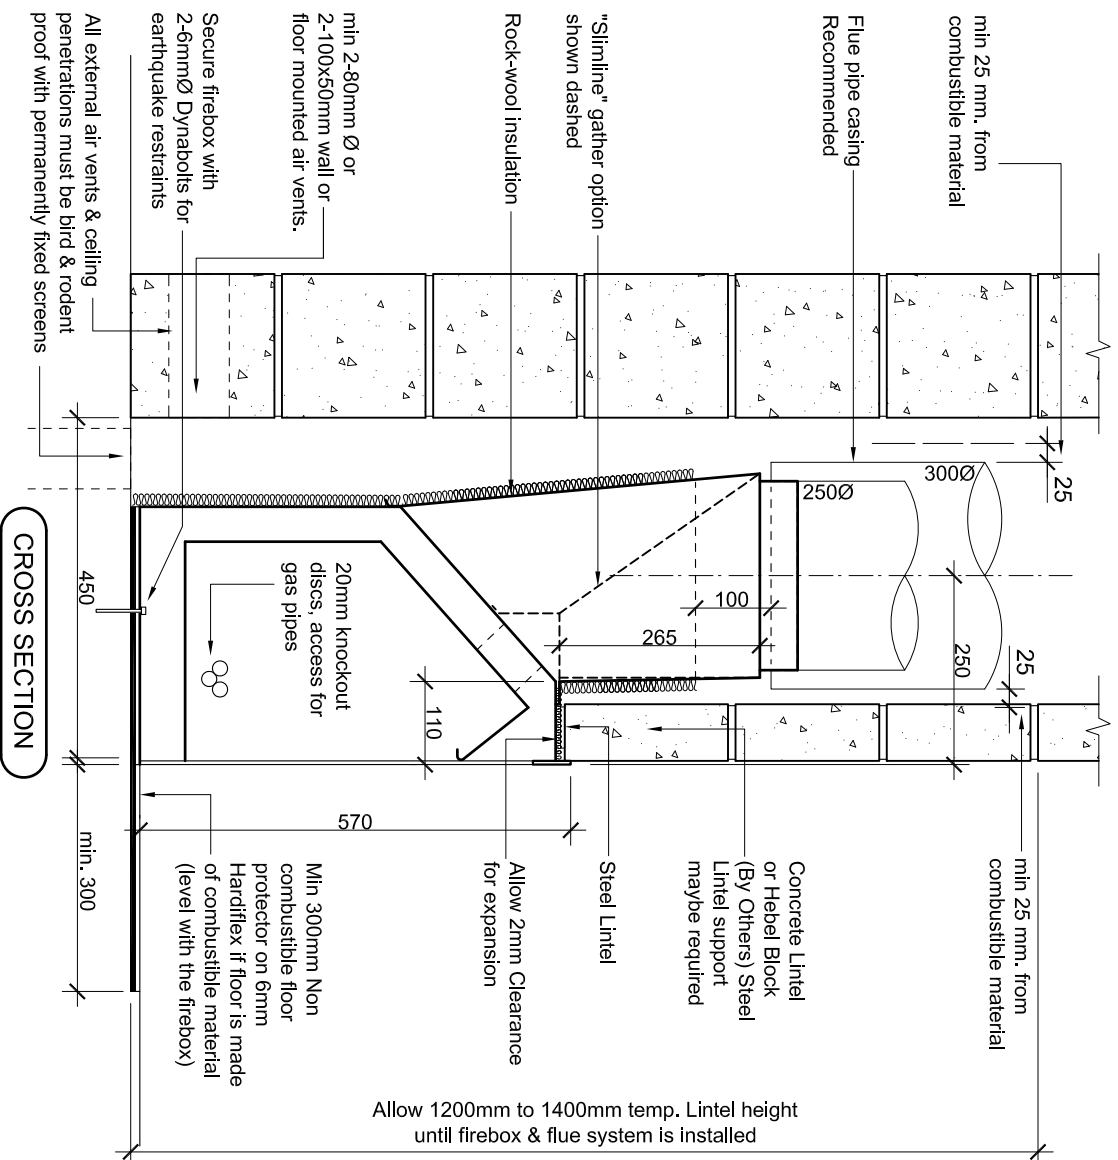 min 25 mm. from
combustible material
Flue pipe casing
Recommended
"Slimline" gather option
shown dashed
Rock-wool insulation
min 2-80mm Ø or
2-100x50mm wall or
floor mounted air vents.
Secure firebox with
2-6mmØ Dynabolts for
earthquake restraints
All external air vents & ceiling
penetrations must be bird & rodent
proof with permanently fixed screens
25
300Ø
250Ø
25
250
100
265
110
20mm knockout
discs, access for
gas pipes
450
570
min. 300
min 25 mm. from
combustible material
Concrete Lintel
or Hebel Block
(By Others) Steel
Lintel support
maybe required
Steel Lintel
Allow 2mm Clearance
for expansion
Min 300mm Non
combustible floor
protector on 6mm
Hardiflex if floor is made
of combustible material
(level with the firebox)
Allow 1200mm to 1400mm temp. Lintel height
until firebox & flue system is installed
CROSS SECTION